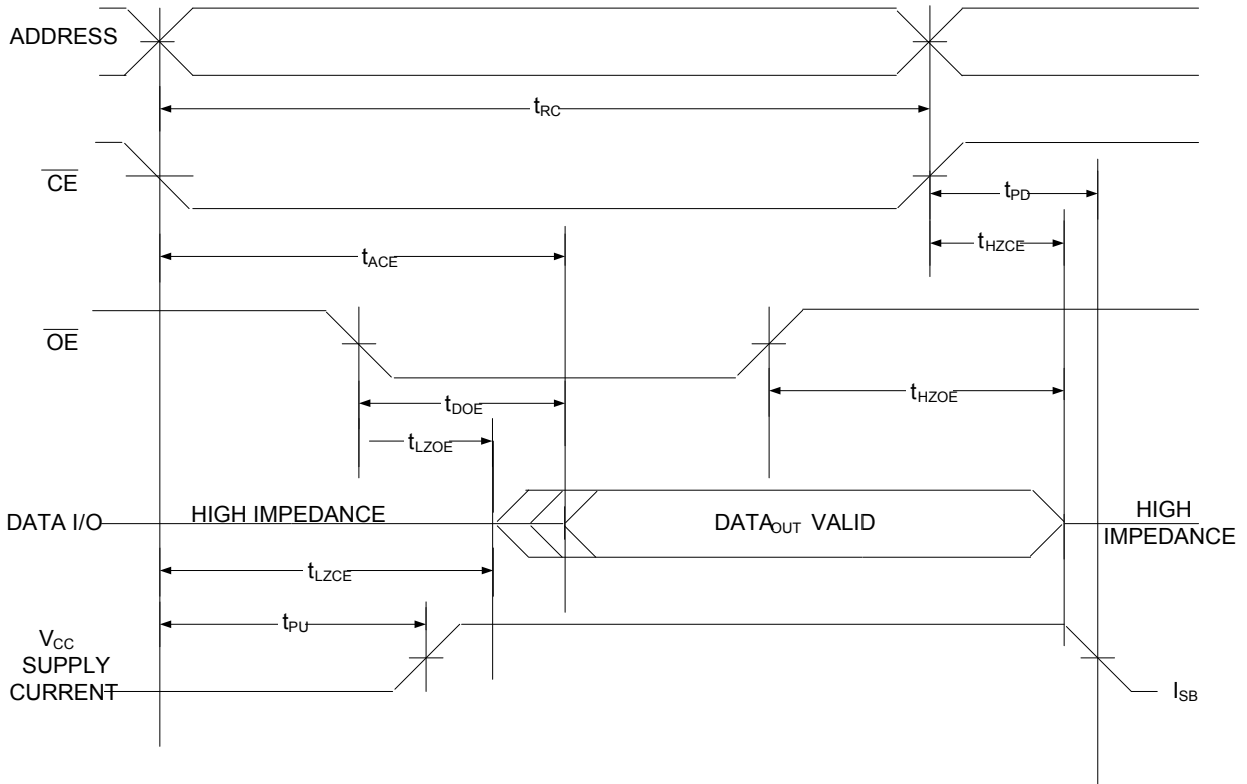 ADDRESS
tRC
CE
tPD
tHZCE
tACE
OE
tHZOE
tDOE
tLZOE
DATA I/O
HIGH IMPEDANCE
DATAOUT VALID
HIGH
IMPEDANCE
tLZCE
tPU
VCC
SUPPLY
CURRENT
ISB